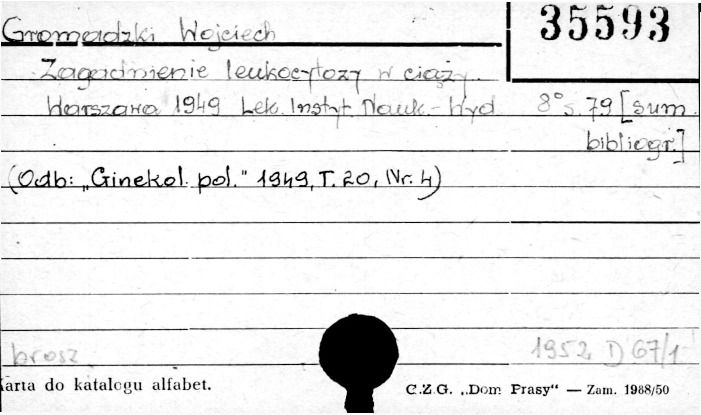 35593
Gromadzki Wojciech
Zagadnienie leukocytozy w ciąży.
Warszawa 1949 Lek. Instyt. Nauk.-Wyd 8° s. 79 [sum.
bibliogr.]
(Odb: „Ginekol. pol." 1949, T. 20, Nr. 4)
brosz. 1952 D 67/1
karta do katalogu alfabet. C.Z.G. „Dom Prasy" — Zam. 1988/50